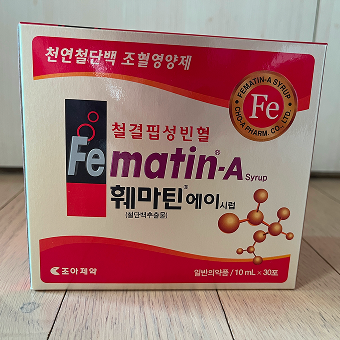 천연철단백 조혈영양제
FEMATIN-A SYRUP
Fe
CHO-A PHARM. CO., LTD.
철결핍성빈혈
Fematin®-A Syrup
훼마틴®에이시럽
(철단백추출물)
조아제약
일반의약품 / 10 mL × 30포